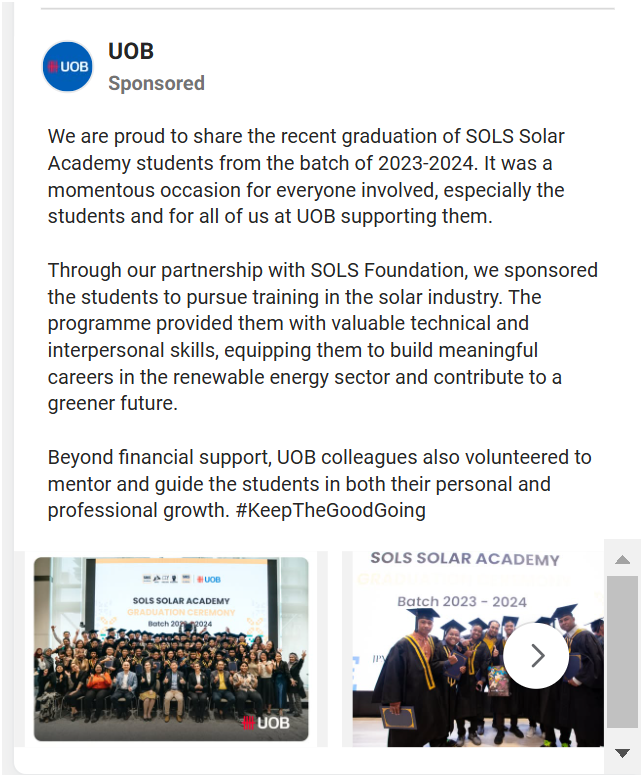 UOB
UOB
Sponsored
We are proud to share the recent graduation of SOLS Solar
Academy students from the batch of 2023-2024. It was a
momentous occasion for everyone involved, especially the
students and for all of us at UOB supporting them.
Through our partnership with SOLS Foundation, we sponsored
the students to pursue training in the solar industry. The
programme provided them with valuable technical and
interpersonal skills, equipping them to build meaningful
careers in the renewable energy sector and contribute to a
greener future.
Beyond financial support, UOB colleagues also volunteered to
mentor and guide the students in both their personal and
professional growth. #KeepTheGoodGoing
UOB
SOLS SOLAR ACADEMY
GRADUATION CEREMONY
Batch 2023-2024
UOB
SOLS SOLAR ACADEMY
Batch 2023 - 2024